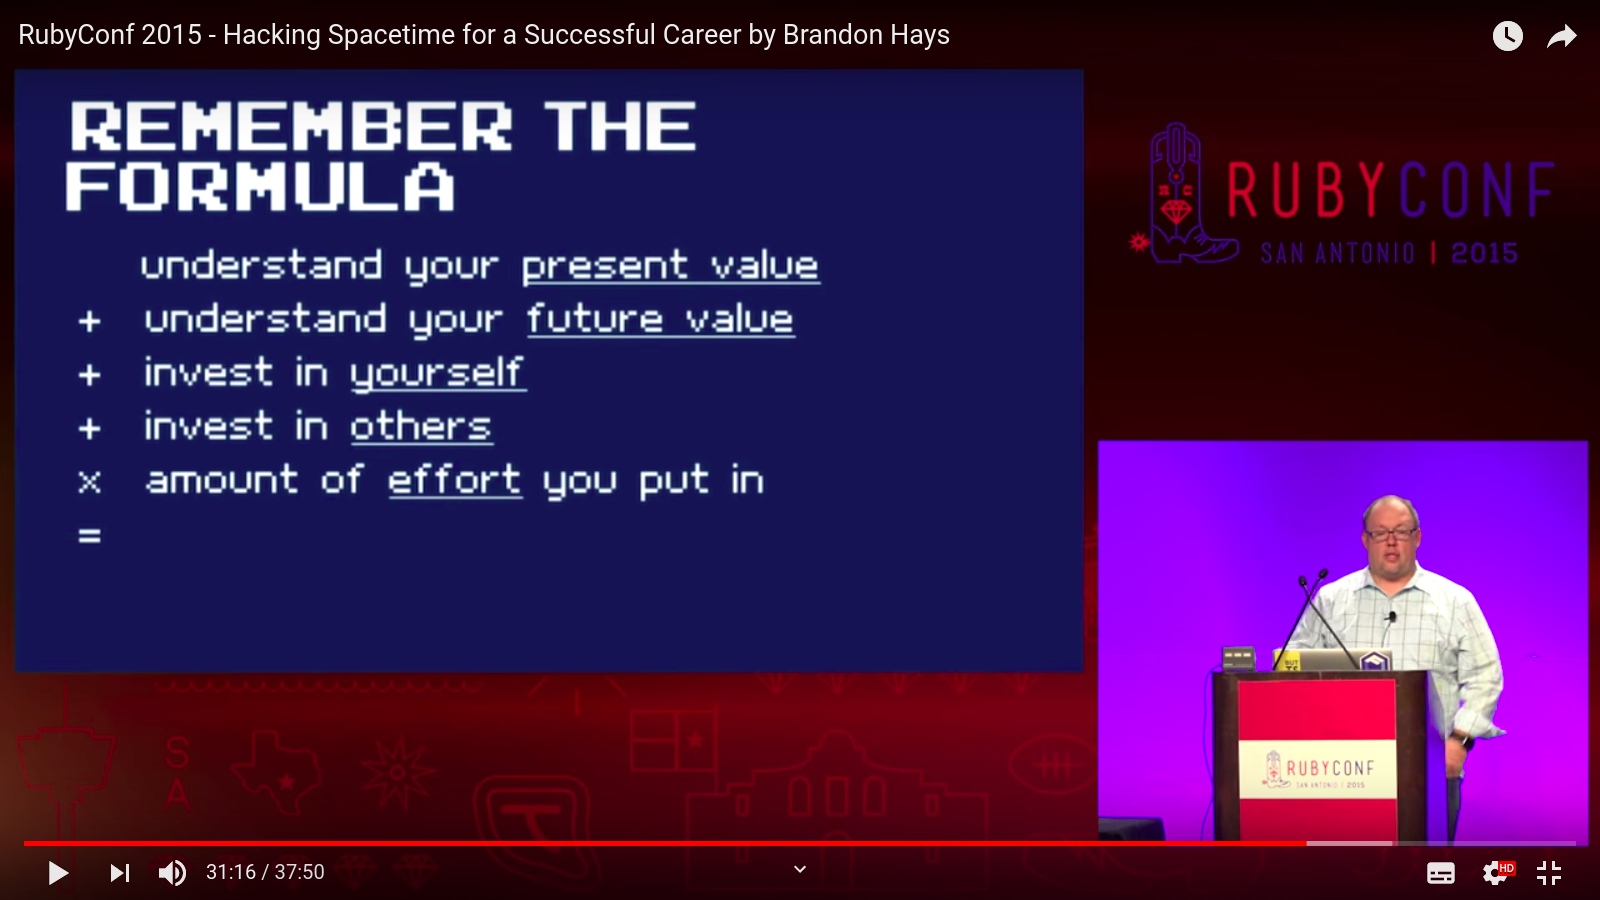 RubyConf 2015 - Hacking Spacetime for a Successful Career by Brandon Hays
REMEMBER THE
FORMULA
understand your present value
+ understand your future value
+ invest in yourself
+ invest in others
x amount of effort you put in
=
RUBYCONF
SAN ANTONIO | 2015
S
A
BUT
RUBYCONF
SAN ANTONIO | 2015
31:16 / 37:50
HD